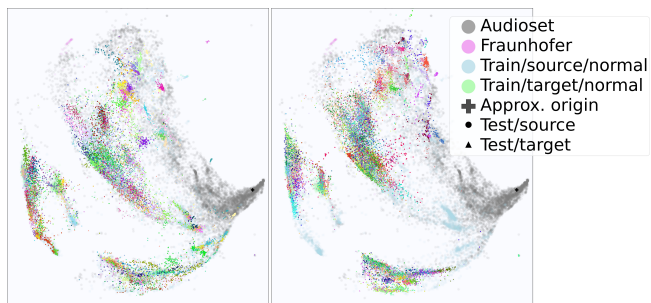 Audioset
Fraunhofer
Train/source/normal
Train/target/normal
Approx. origin
Test/source
Test/target